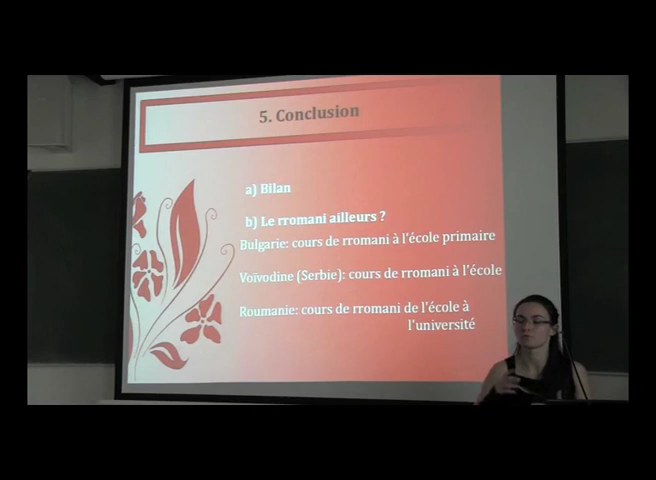 5. Conclusion
a) Bilan
b) Le rromani ailleurs ?
Bulgarie: cours de rromani à l'école primaire
Voïvodine (Serbie): cours de rromani à l'école
Roumanie: cours de rromani de l'école à
l'université